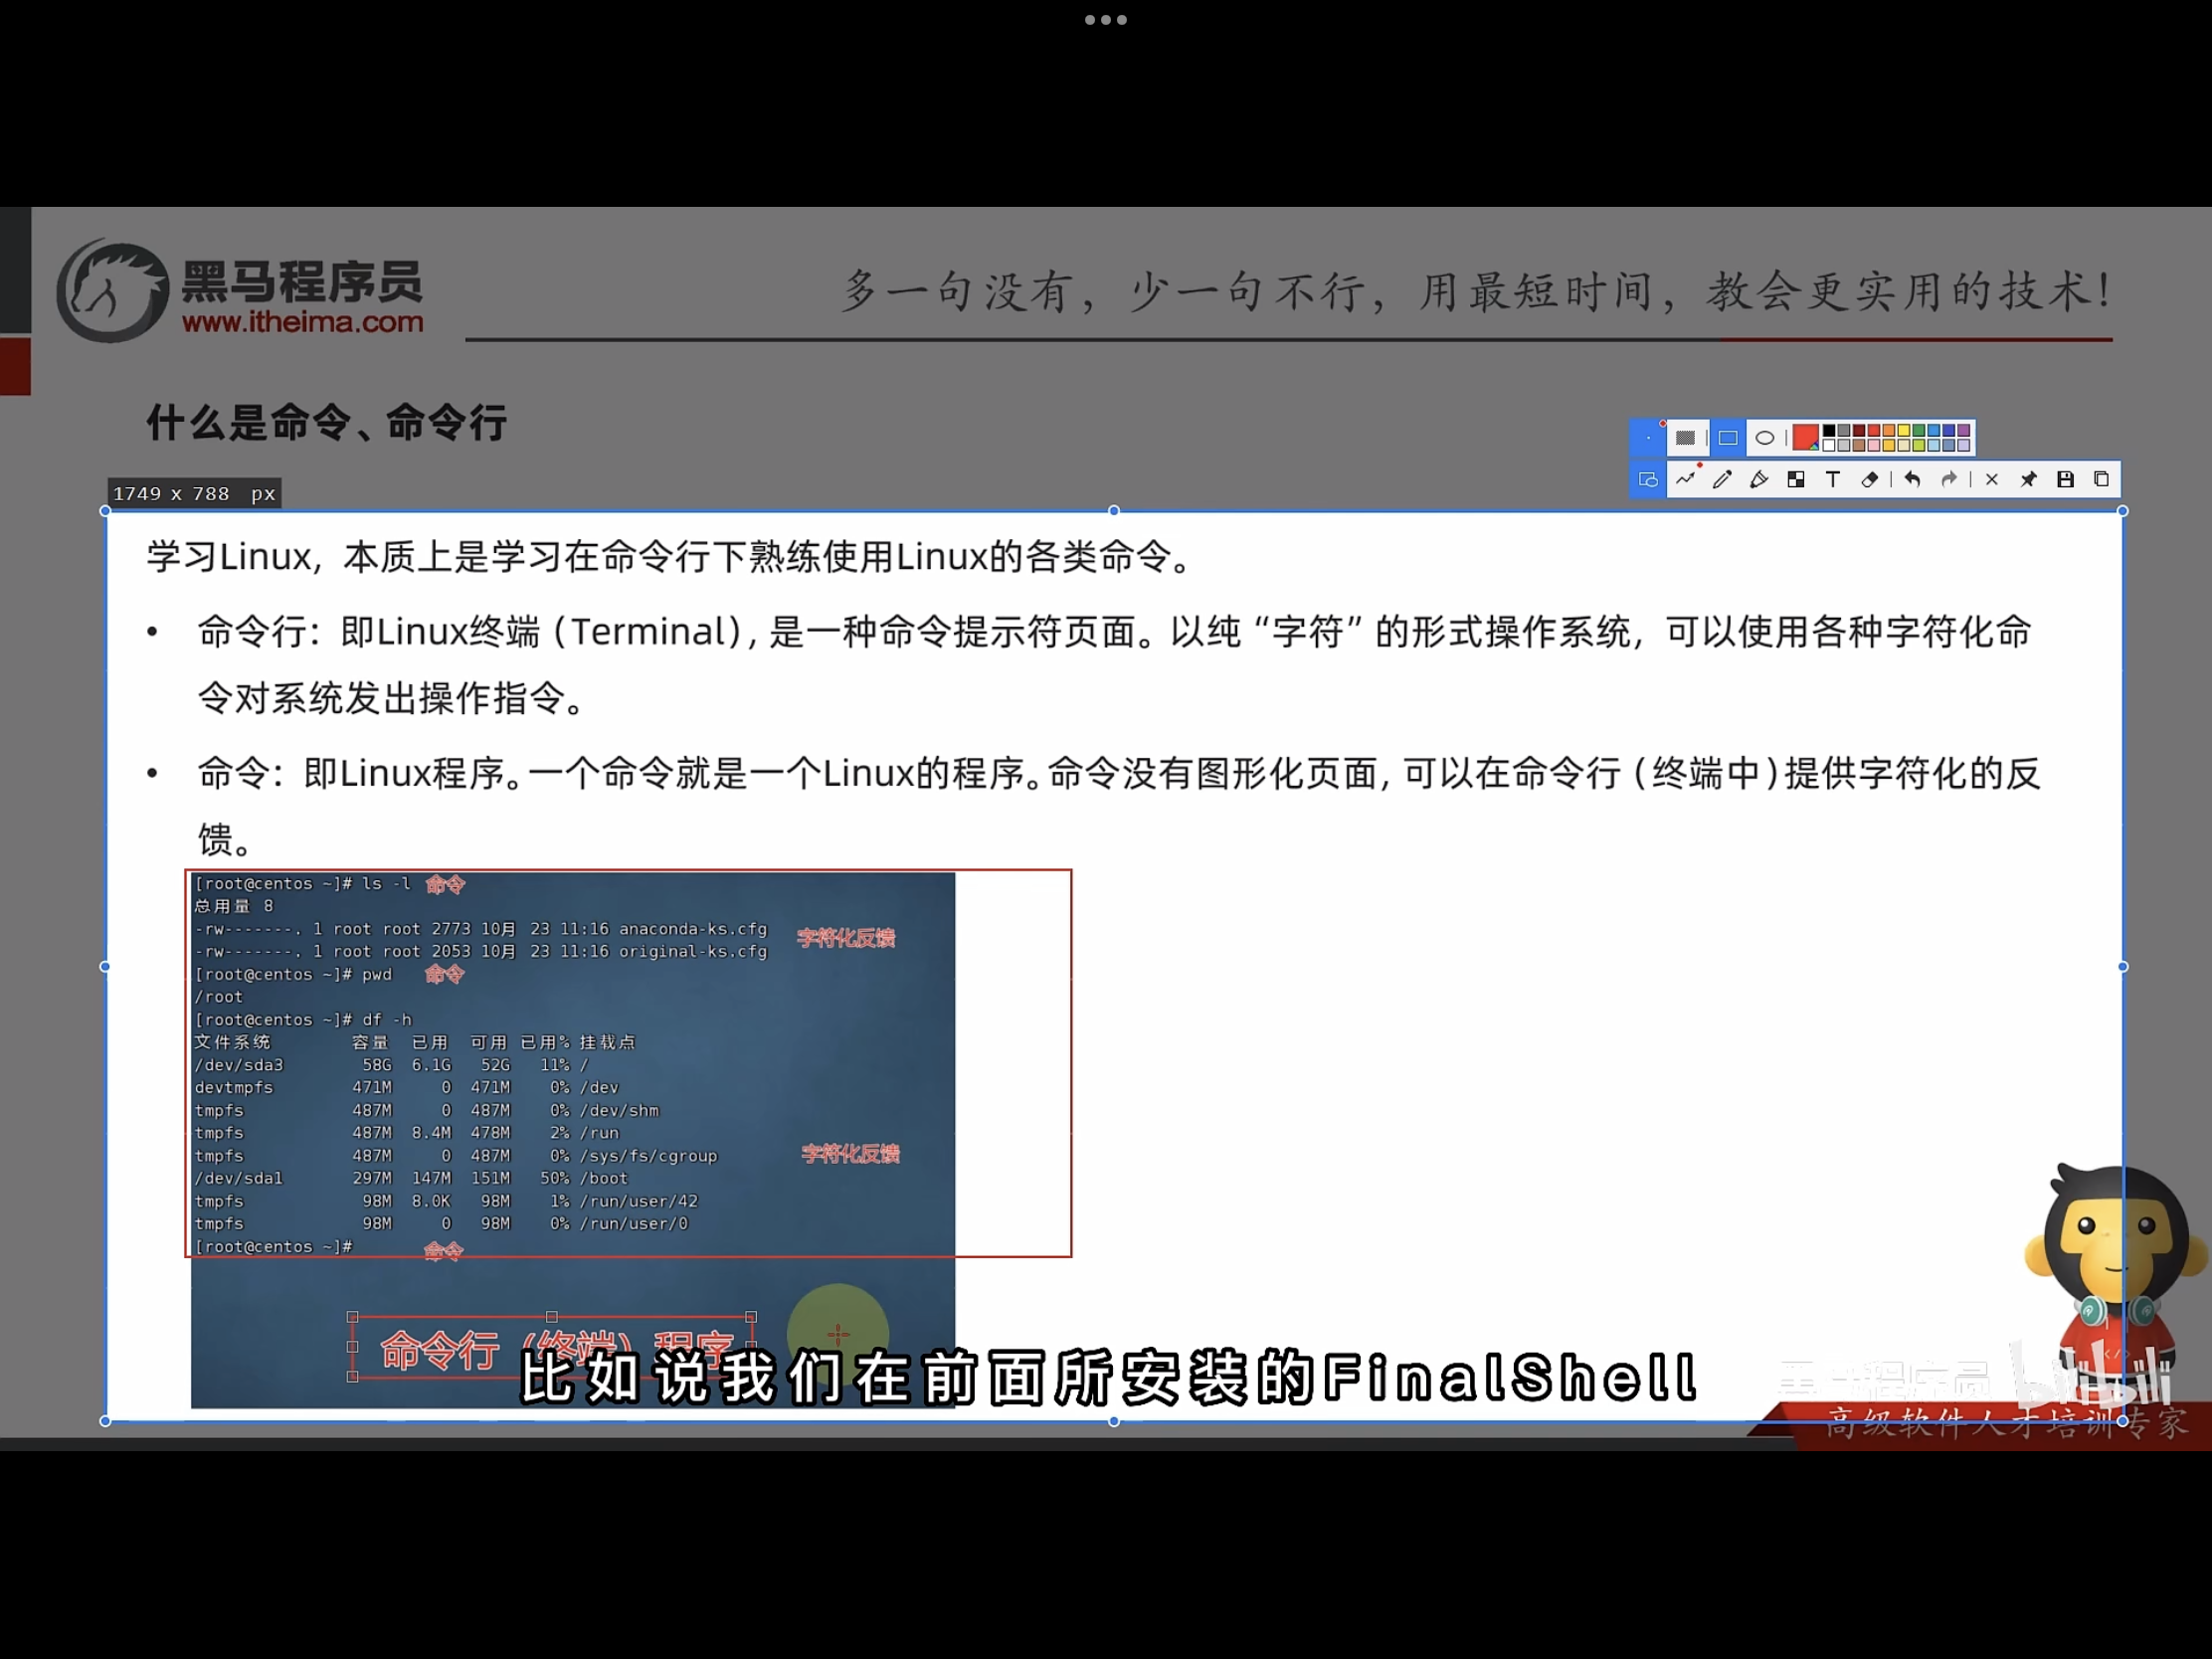 黑马程序员
www.itheima.com
多一句没有，少一句不行，用最短时间，教会更实用的技术！
什么是命令、命令行
1749 x 788 px
T
学习Linux，本质上是学习在命令行下熟练使用Linux的各类命令。
• 命令行：即Linux终端（Terminal），是一种命令提示符页面。以纯“字符”的形式操作系统，可以使用各种字符化命
令对系统发出操作指令。
• 命令：即Linux程序。一个命令就是一个Linux的程序。命令没有图形化页面，可以在命令行（终端中）提供字符化的反
馈。
[root@centos ~]# ls -l 命令
总用量 8
-rw-------. 1 root root 2773 10月 23 11:16 anaconda-ks.cfg
字符化反馈
-rw-------. 1 root root 2053 10月 23 11:16 original-ks.cfg
[root@centos ~]# pwd 命令
/root
[root@centos ~]# df -h
文件系统 容量 已用 可用 已用% 挂载点
/dev/sda3 58G 6.1G 52G 11% /
devtmpfs 471M 0 471M 0% /dev
tmpfs 487M 0 487M 0% /dev/shm
tmpfs 487M 8.4M 478M 2% /run
tmpfs 487M 0 487M 0% /sys/fs/cgroup
字符化反馈
/dev/sda1 297M 147M 151M 50% /boot
tmpfs 98M 8.0K 98M 1% /run/user/42
tmpfs 98M 0 98M 0% /run/user/0
[root@centos ~]# 命令
命令行（终端）程序
比如说我们在前面所安装的FinalShell
黑马程序员 bilibili
高级软件人才培训专家